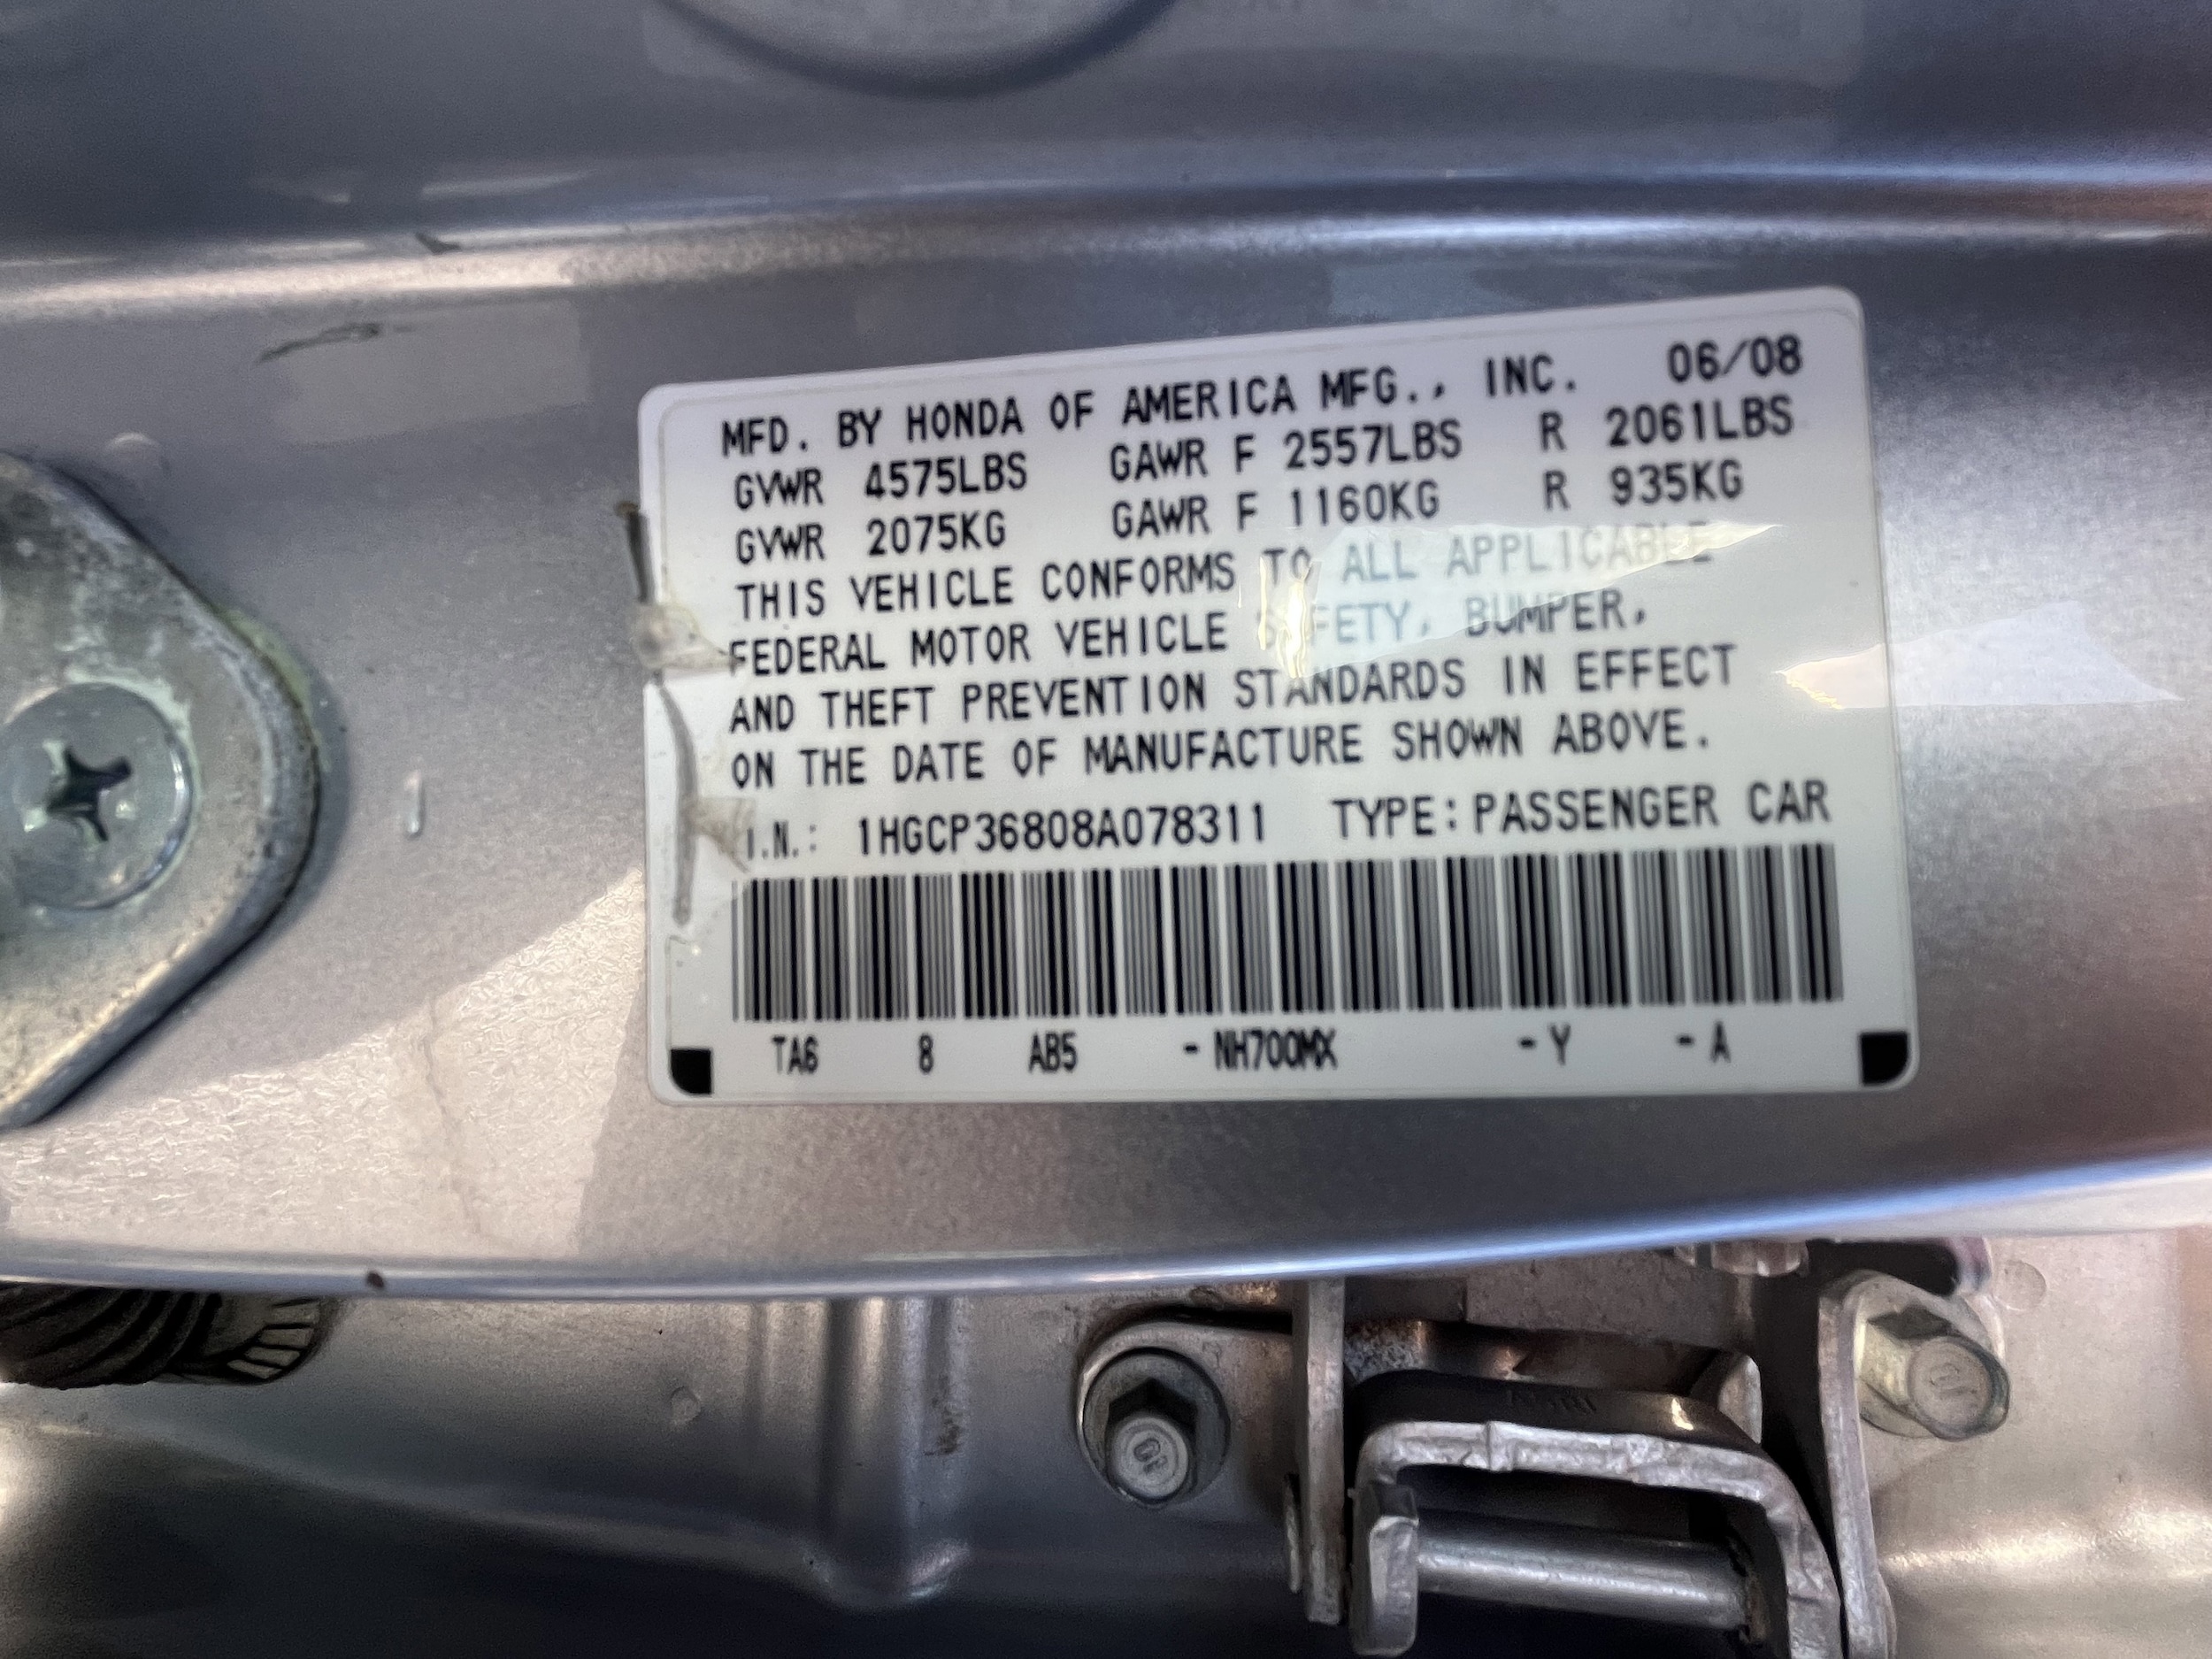 MFD. BY HONDA OF AMERICA MFG., INC. 06/08
GVWR 4575LBS GAWR F 2557LBS R 2061LBS
GVWR 2075KG GAWR F 1160KG R 935KG
THIS VEHICLE CONFORMS TO ALL APPLICABLE
FEDERAL MOTOR VEHICLE SAFETY, BUMPER,
AND THEFT PREVENTION STANDARDS IN EFFECT
ON THE DATE OF MANUFACTURE SHOWN ABOVE.
I.N.: 1HGCP36808A078311 TYPE: PASSENGER CAR
TA6 8 AB5 - NH700MX - Y - A